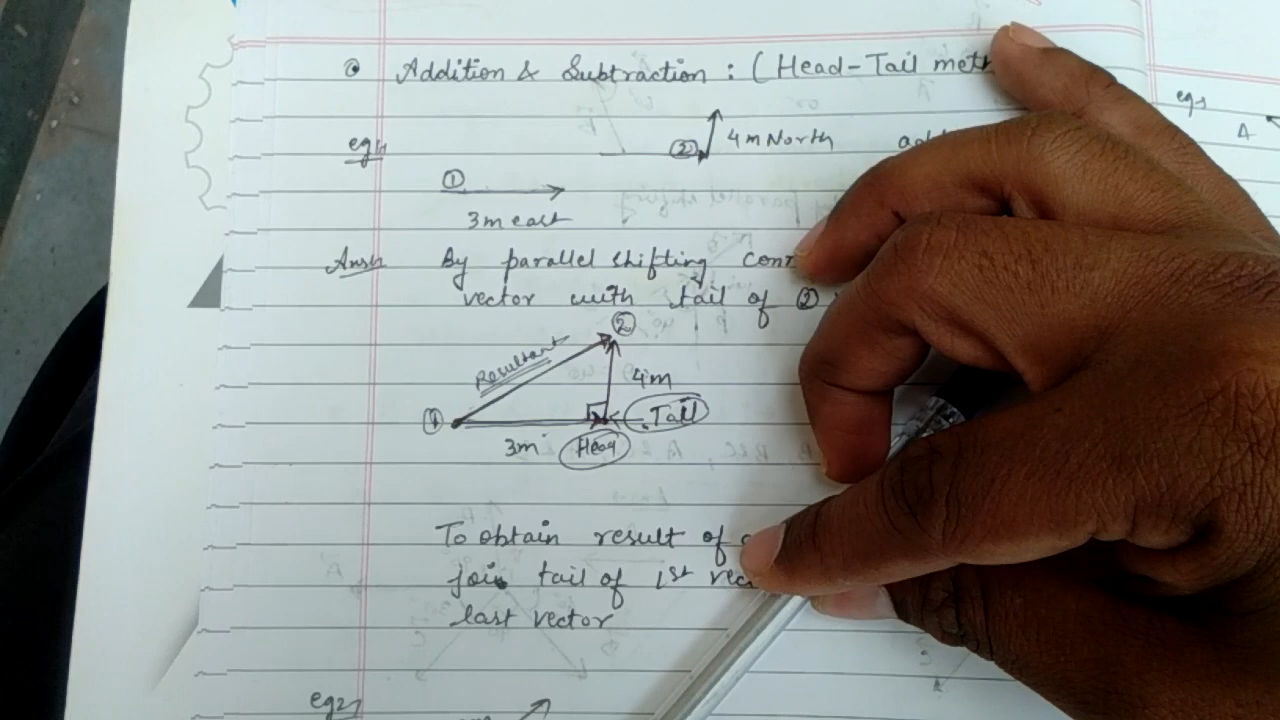 Addition & Subtraction : (Head-Tail
eg1
② 4m North
①
3m east
Ans
By parallel shifting
vector with tail of ②
②
Resultant
4m
①
Tail
3m
Head
To obtain result of
join tail of 1st
last vector
eg2
eg
A